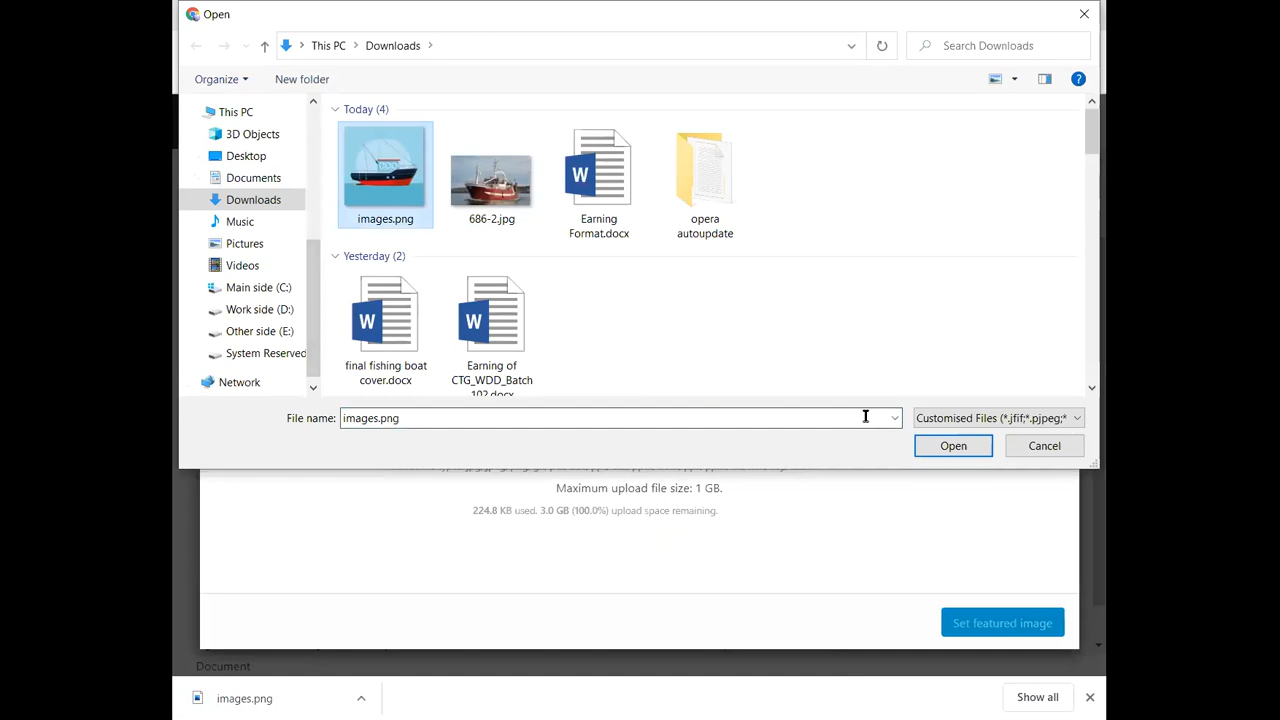 Open
This PC
Downloads
Search Downloads
Organize
New folder
This PC
3D Objects
Desktop
Documents
Downloads
Music
Pictures
Videos
Main side (C:)
Work side (D:)
Other side (E:)
System Reserved
Network
Today (4)
images.png
686-2.jpg
Earning
Format.docx
opera
autoupdate
Yesterday (2)
final fishing boat
cover.docx
Earning of
CTG_WDD_Batch
102.docx
File name:
images.png
Customised Files (*.jfif;*.pjpeg;*
Open
Cancel
Maximum upload file size: 1 GB.
224.8 KB used. 3.0 GB (100.0%) upload space remaining.
Set featured image
Document
images.png
Show all